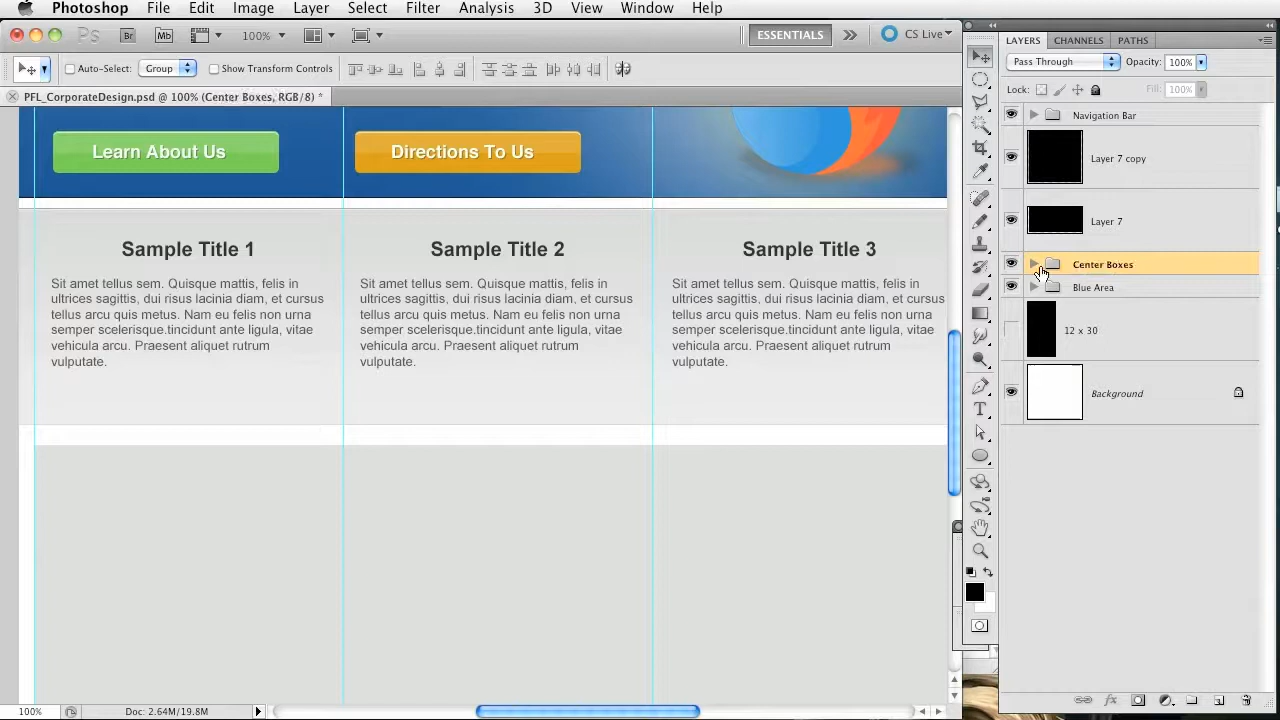 Photoshop File Edit Image Layer Select Filter Analysis 3D View Window Help
Ps Br Mb 100% ESSENTIALS CS Live
Auto-Select: Group Show Transform Controls
PFL_CorporateDesign.psd @ 100% (Center Boxes, RGB/8) *
Learn About Us
Directions To Us
Sample Title 1
Sit amet tellus sem. Quisque mattis, felis in
ultrices sagittis, dui risus lacinia diam, et cursus
tellus arcu quis metus. Nam eu felis non urna
semper scelerisque.tincidunt ante ligula, vitae
vehicula arcu. Praesent aliquet rutrum
vulputate.
Sample Title 2
Sit amet tellus sem. Quisque mattis, felis in
ultrices sagittis, dui risus lacinia diam, et cursus
tellus arcu quis metus. Nam eu felis non urna
semper scelerisque.tincidunt ante ligula, vitae
vehicula arcu. Praesent aliquet rutrum
vulputate.
Sample Title 3
Sit amet tellus sem. Quisque mattis, felis in
ultrices sagittis, dui risus lacinia diam, et cursus
tellus arcu quis metus. Nam eu felis non urna
semper scelerisque.tincidunt ante ligula, vitae
vehicula arcu. Praesent aliquet rutrum
vulputate.
100% Doc: 2.64M/19.8M
LAYERS CHANNELS PATHS
Pass Through Opacity: 100%
Lock: Fill: 100%
Navigation Bar
Layer 7 copy
Layer 7
Center Boxes
Blue Area
12 x 30
Background
T
fx